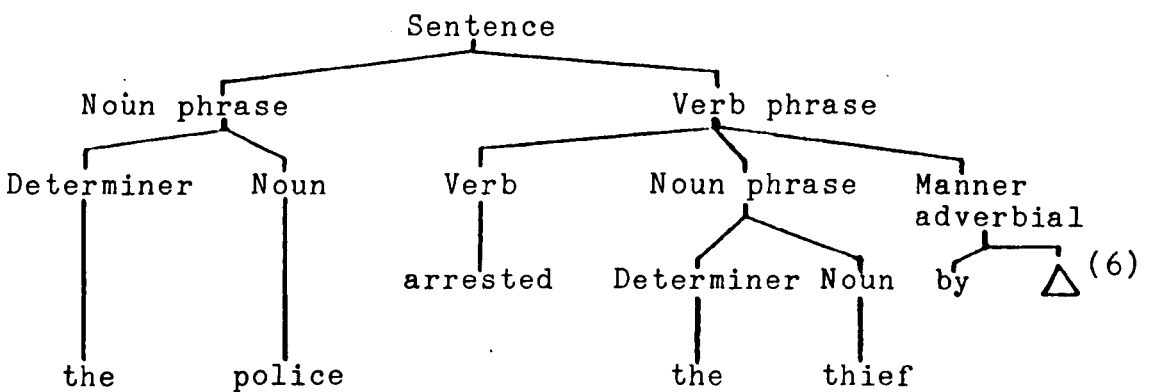 Sentence
Noun phrase Verb phrase
Determiner Noun Verb Noun phrase Manner
adverbial
arrested Determiner Noun by △ (6)
the police the thief